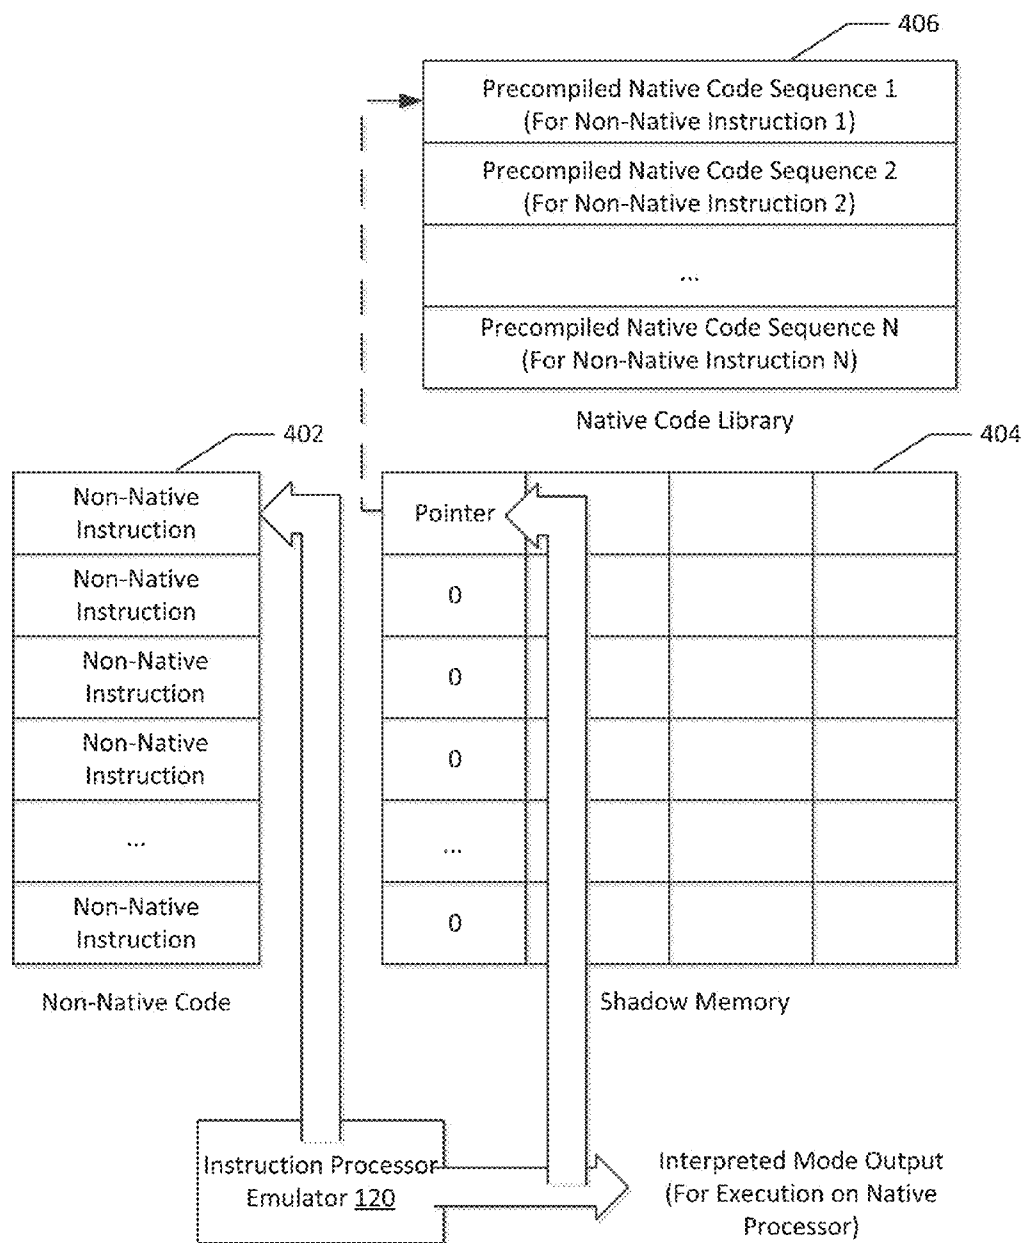 406
Precompiled Native Code Sequence 1
(For Non-Native Instruction 1)
Precompiled Native Code Sequence 2
(For Non-Native Instruction 2)
...
Precompiled Native Code Sequence N
(For Non-Native Instruction N)
Native Code Library
402
404
Non-Native
Instruction
Pointer
Non-Native
Instruction
0
Non-Native
Instruction
0
Non-Native
Instruction
0
...
...
Non-Native
Instruction
0
Non-Native Code
Shadow Memory
Instruction Processor
Emulator 120
Interpreted Mode Output
(For Execution on Native
Processor)